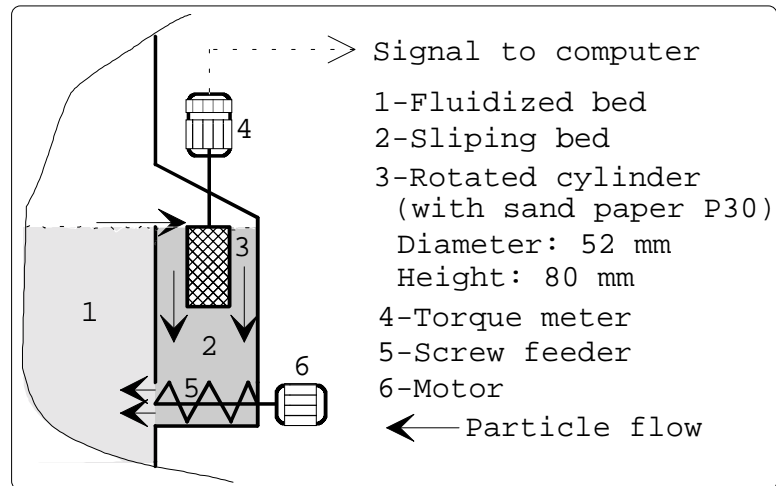 Signal to computer
1-Fluidized bed
2-Sliping bed
3-Rotated cylinder
(with sand paper P30)
Diameter: 52 mm
Height: 80 mm
4-Torque meter
5-Screw feeder
6-Motor
Particle flow
4
3
1
2
6
5